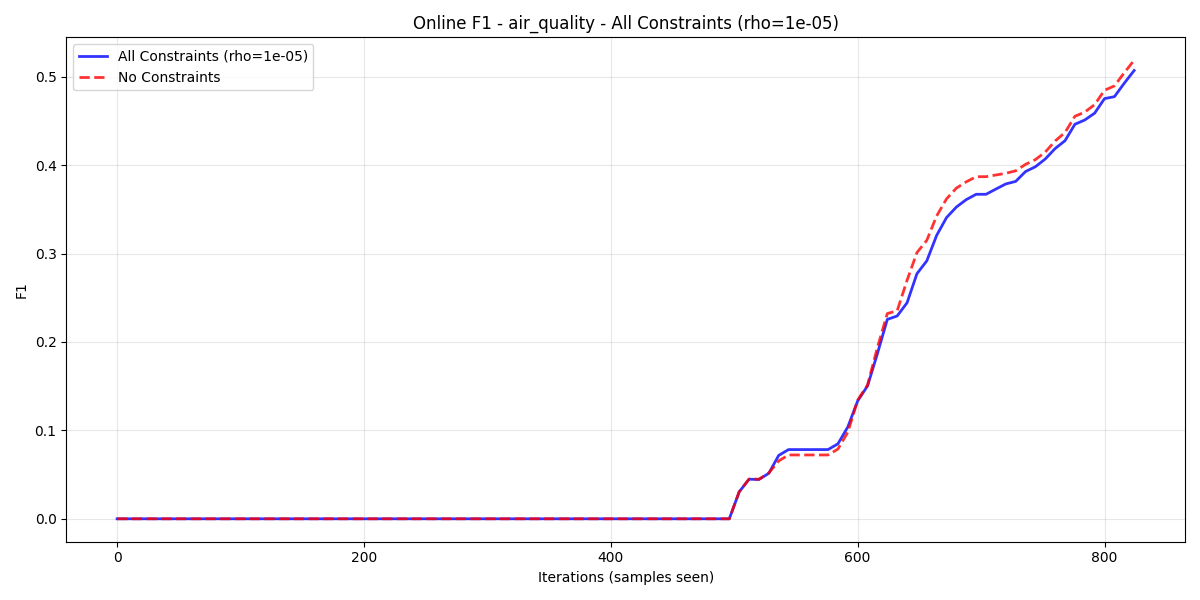 Online F1 - air_quality - All Constraints (rho=1e-05)
All Constraints (rho=1e-05)
No Constraints
0.5
0.4
0.3
0.2
0.1
0.0
F1
0 200 400 600 800
Iterations (samples seen)